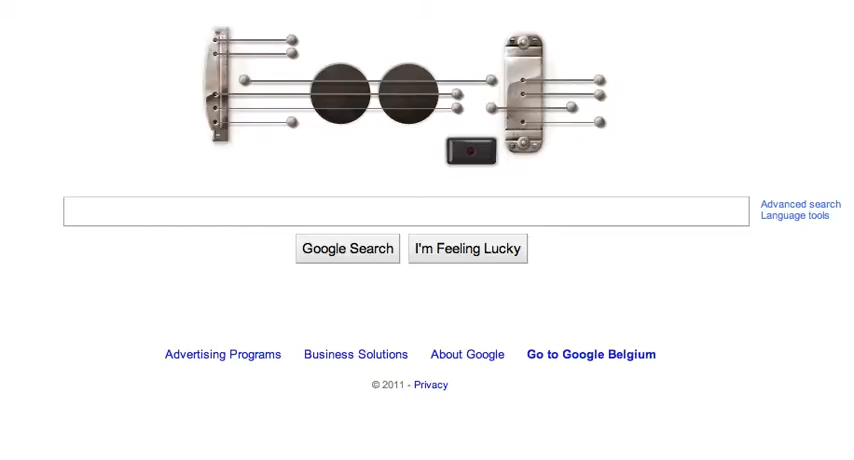 Advanced search
Language tools
Google Search
I'm Feeling Lucky
Advertising Programs
Business Solutions
About Google
Go to Google Belgium
© 2011 - Privacy